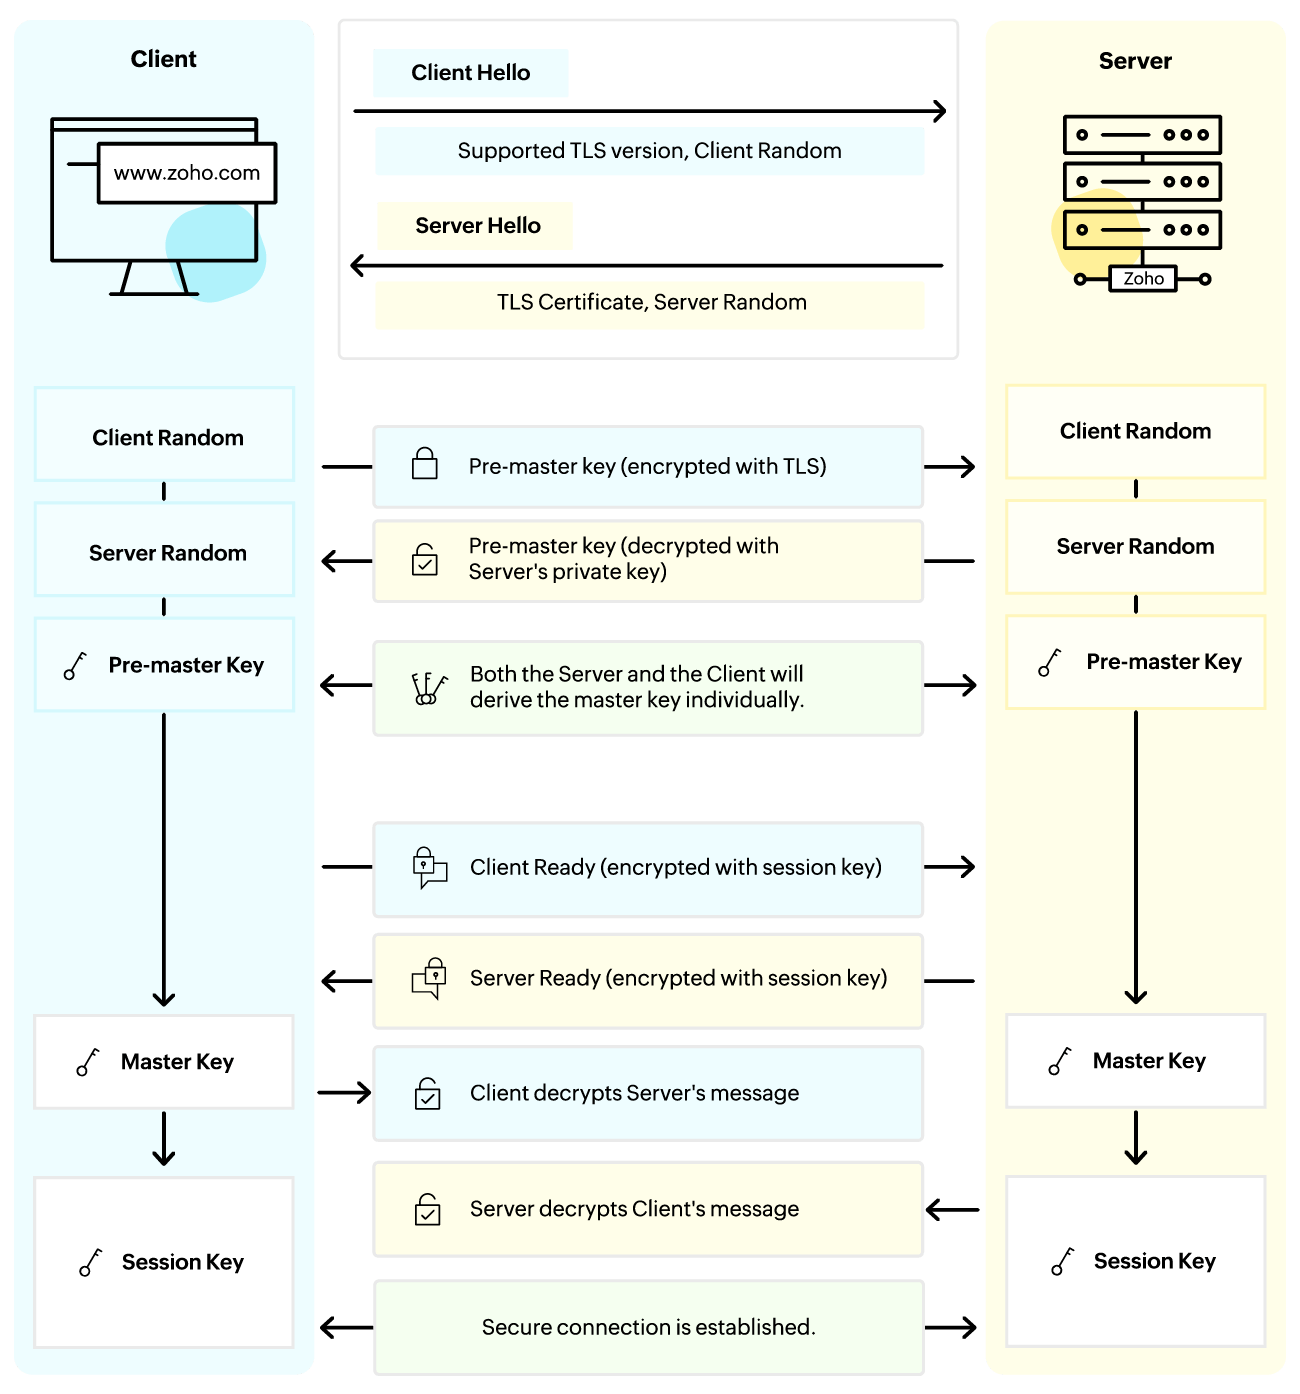 Client
www.zoho.com
Client Hello
Supported TLS version, Client Random
Server Hello
TLS Certificate, Server Random
Server
Zoho
Client Random
Server Random
Pre-master Key
Master Key
Session Key
Pre-master key (encrypted with TLS)
Pre-master key (decrypted with
Server's private key)
Both the Server and the Client will
derive the master key individually.
Client Ready (encrypted with session key)
Server Ready (encrypted with session key)
Client decrypts Server's message
Server decrypts Client's message
Secure connection is established.
Client Random
Server Random
Pre-master Key
Master Key
Session Key